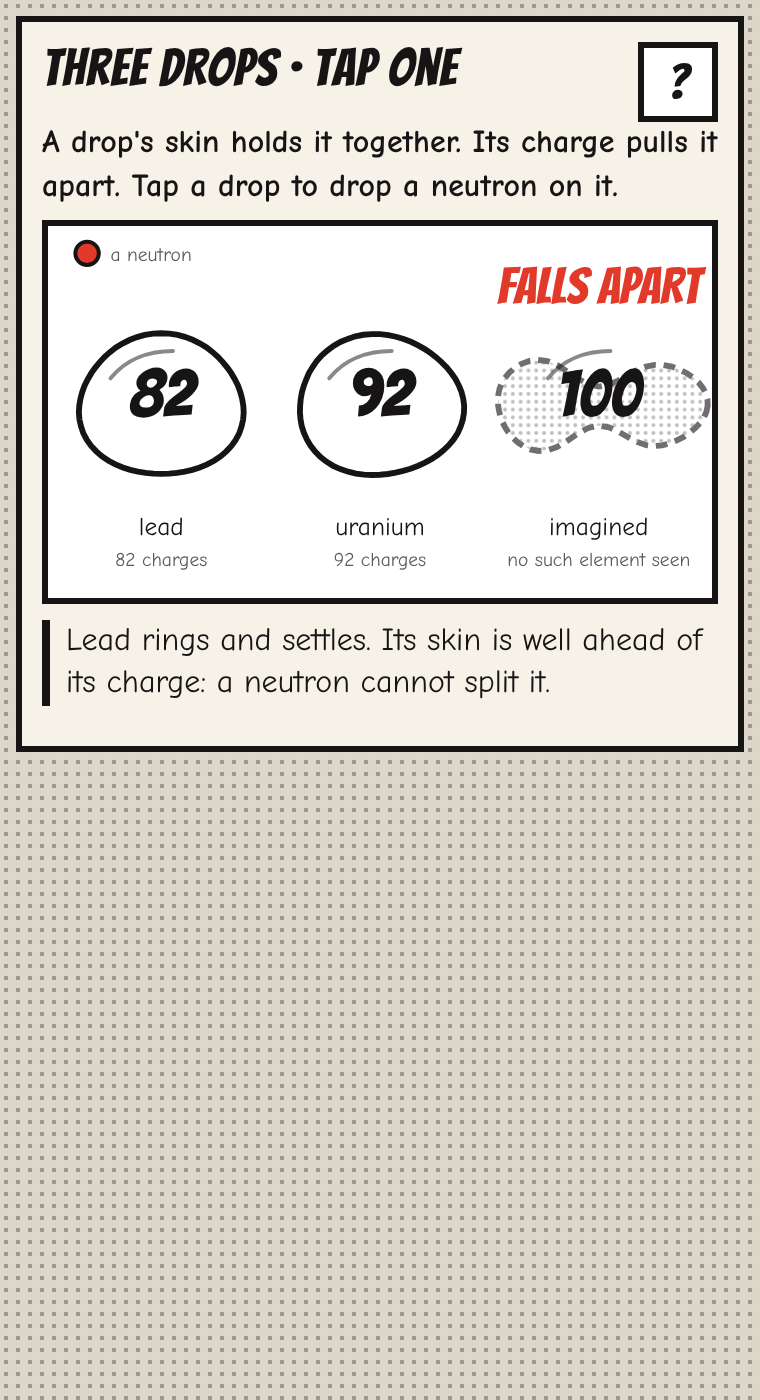 THREE DROPS • TAP ONE
?
A drop's skin holds it together. Its charge pulls it
apart. Tap a drop to drop a neutron on it.
a neutron
FALLS APART
82
92
100
lead
uranium
imagined
82 charges
92 charges
no such element seen
Lead rings and settles. Its skin is well ahead of
its charge: a neutron cannot split it.